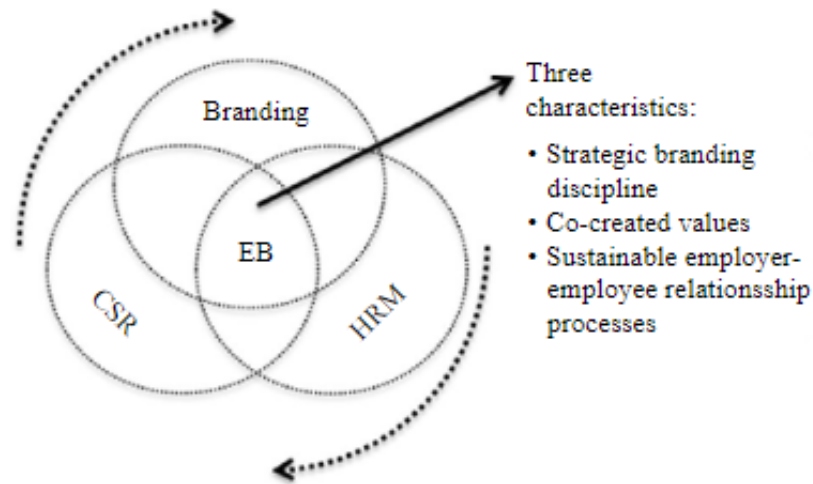 Branding
EB
CSR
HRM
Three
characteristics:
• Strategic branding
discipline
• Co-created values
• Sustainable employer-
employee relationsship
processes